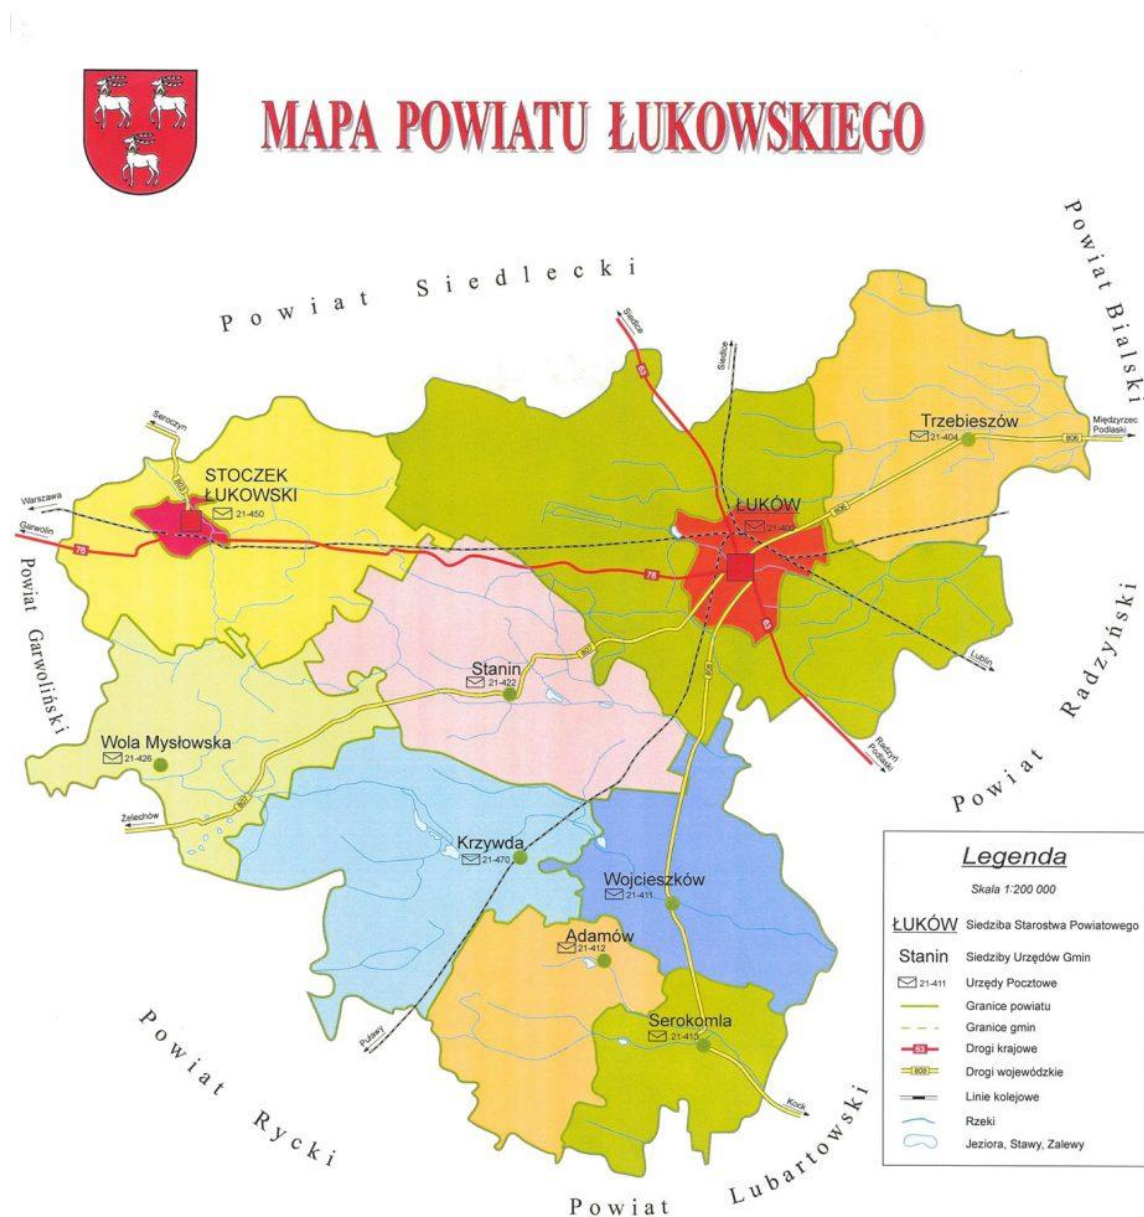 MAPA POWIATU ŁUKOWSKIEGO
Powiat Siedlecki
Powiat Bialski
Siedlce
Siedlce
Trzebieszów
21-404
806
Międzyrzec
Podlaski
Seroczyn
803
STOCZEK
ŁUKOWSKI
21-450
Warszawa
Garwolin
76
63
ŁUKÓW
21-400
806
76
63
Powiat Garwoliński
Powiat Radzyński
807
808
Lublin
Stanin
21-422
Radzyń
Podlaski
Wola Mysłowska
21-426
807
Żelechów
Krzywda
21-470
Wojcieszków
21-411
Adamów
21-412
Serokomla
21-413
Puławy
Kock
Powiat Rycki
Powiat Lubartowski
Legenda
Skala 1:200 000
ŁUKÓW Siedziba Starostwa Powiatowego
Stanin Siedziby Urzędów Gmin
21-411 Urzędy Pocztowe
Granice powiatu
Granice gmin
63 Drogi krajowe
808 Drogi wojewódzkie
Linie kolejowe
Rzeki
Jeziora, Stawy, Zalewy